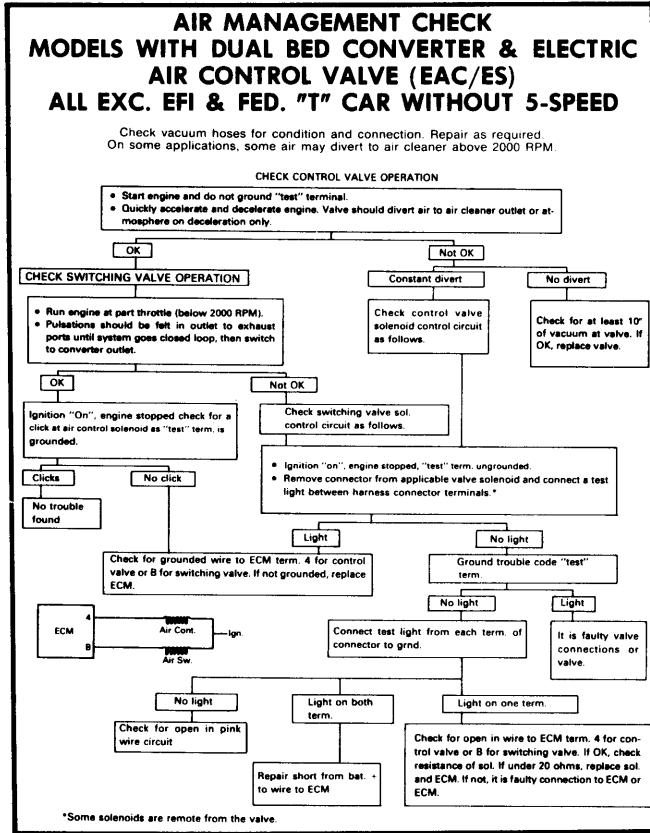 AIR MANAGEMENT CHECK
MODELS WITH DUAL BED CONVERTER & ELECTRIC
AIR CONTROL VALVE (EAC/ES)
ALL EXC. EFI & FED. "T" CAR WITHOUT 5-SPEED
Check vacuum hoses for condition and connection. Repair as required.
On some applications, some air may divert to air cleaner above 2000 RPM.
CHECK CONTROL VALVE OPERATION
• Start engine and do not ground "test" terminal.
• Quickly accelerate and decelerate engine. Valve should divert air to air cleaner outlet or at-
mosphere on deceleration only.
OK
Not OK
CHECK SWITCHING VALVE OPERATION
Constant divert
No divert
• Run engine at part throttle (below 2000 RPM).
• Pulsations should be felt in outlet to exhaust
ports until system goes closed loop, then switch
to converter outlet.
Check control valve
solenoid control circuit
as follows.
Check for at least 10"
of vacuum at valve. If
OK, replace valve.
OK
Not OK
Ignition "On", engine stopped check for a
click at air control solenoid as "test" term. is
grounded.
Check switching valve sol.
control circuit as follows.
Clicks
No click
• Ignition "on", engine stopped, "test" term. ungrounded.
• Remove connector from applicable valve solenoid and connect a test
light between harness connector terminals.*
No trouble
found
Light
No light
Check for grounded wire to ECM term. 4 for control
valve or B for switching valve. If not grounded, replace
ECM.
Ground trouble code "test"
term.
No light
Light
ECM
4
B
Air Cont.
Air Sw.
Ign.
Connect test light from each term. of
connector to grnd.
It is faulty valve
connections or
valve.
No light
Light on both
term.
Light on one term.
Check for open in pink
wire circuit
Repair short from bat. +
to wire to ECM
Check for open in wire to ECM term. 4 for con-
trol valve or B for switching valve. If OK, check
resistance of sol. If under 20 ohms, replace sol.
and ECM. If not, it is faulty connection to ECM or
ECM.
*Some solenoids are remote from the valve.